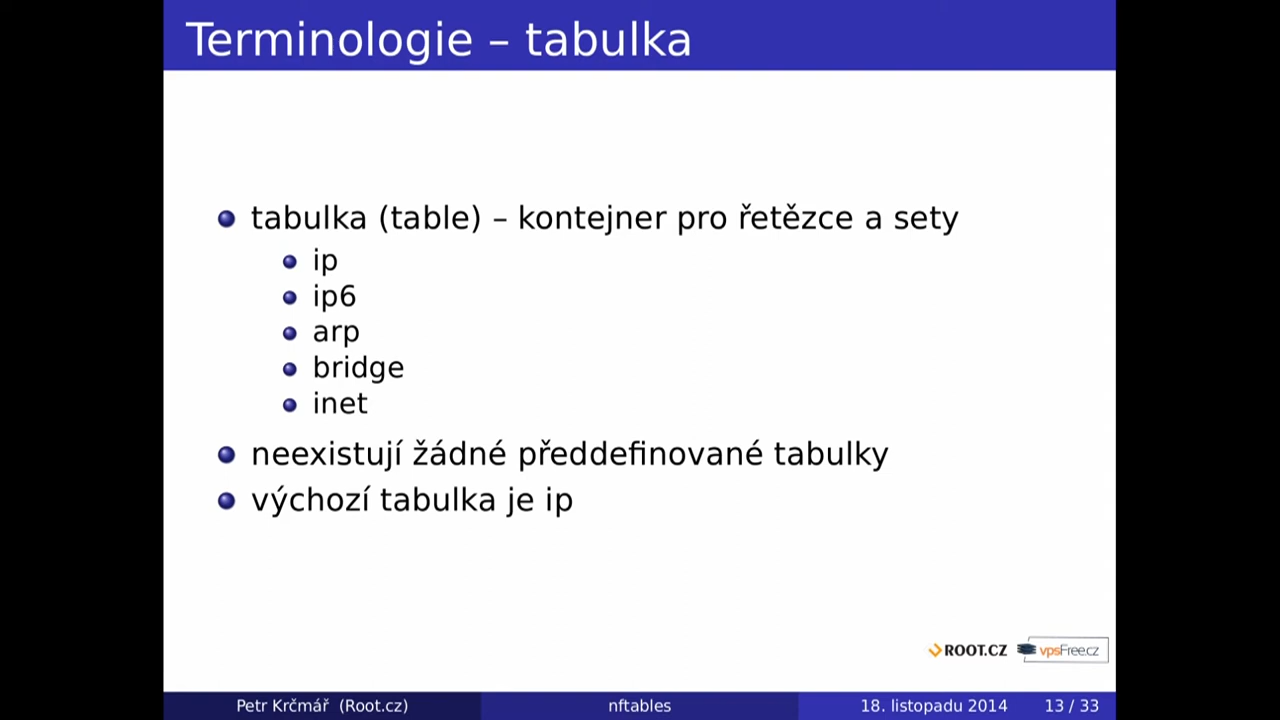 Terminologie – tabulka
tabulka (table) – kontejner pro řetězce a sety
ip
ip6
arp
bridge
inet
neexistují žádné předdefinované tabulky
výchozí tabulka je ip
ROOT.CZ vpsFree.cz
Petr Krčmář (Root.cz) nftables 18. listopadu 2014 13 / 33